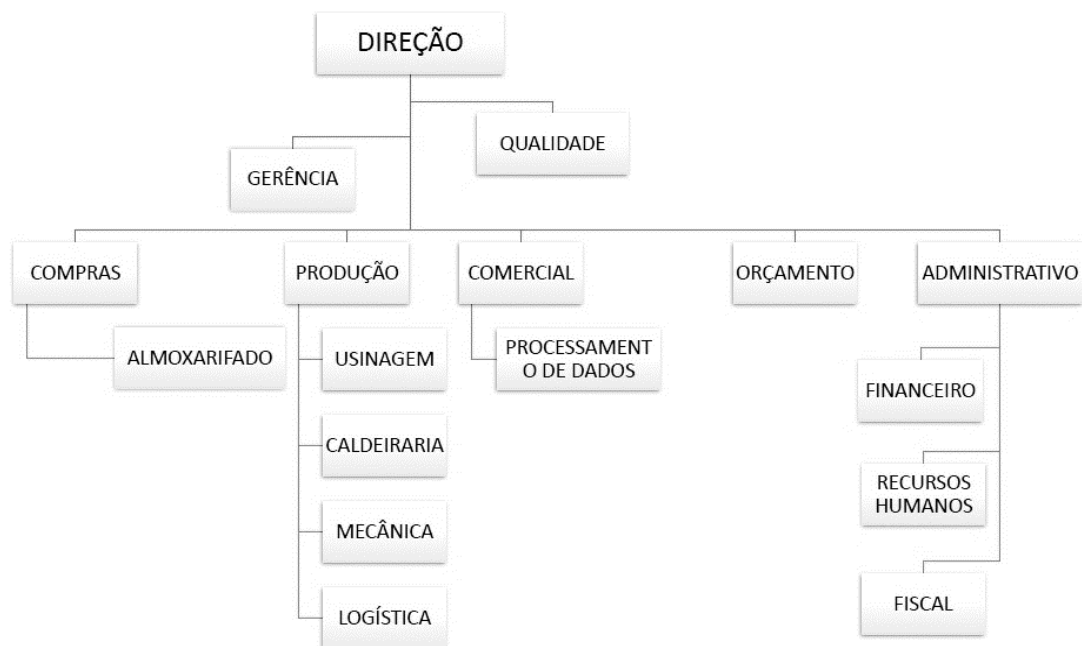 DIREÇÃO
QUALIDADE
GERÊNCIA
COMPRAS
PRODUÇÃO
COMERCIAL
ORÇAMENTO
ADMINISTRATIVO
ALMOXARIFADO
USINAGEM
CALDEIRARIA
MECÂNICA
LOGÍSTICA
PROCESSAMENT
O DE DADOS
FINANCEIRO
RECURSOS
HUMANOS
FISCAL